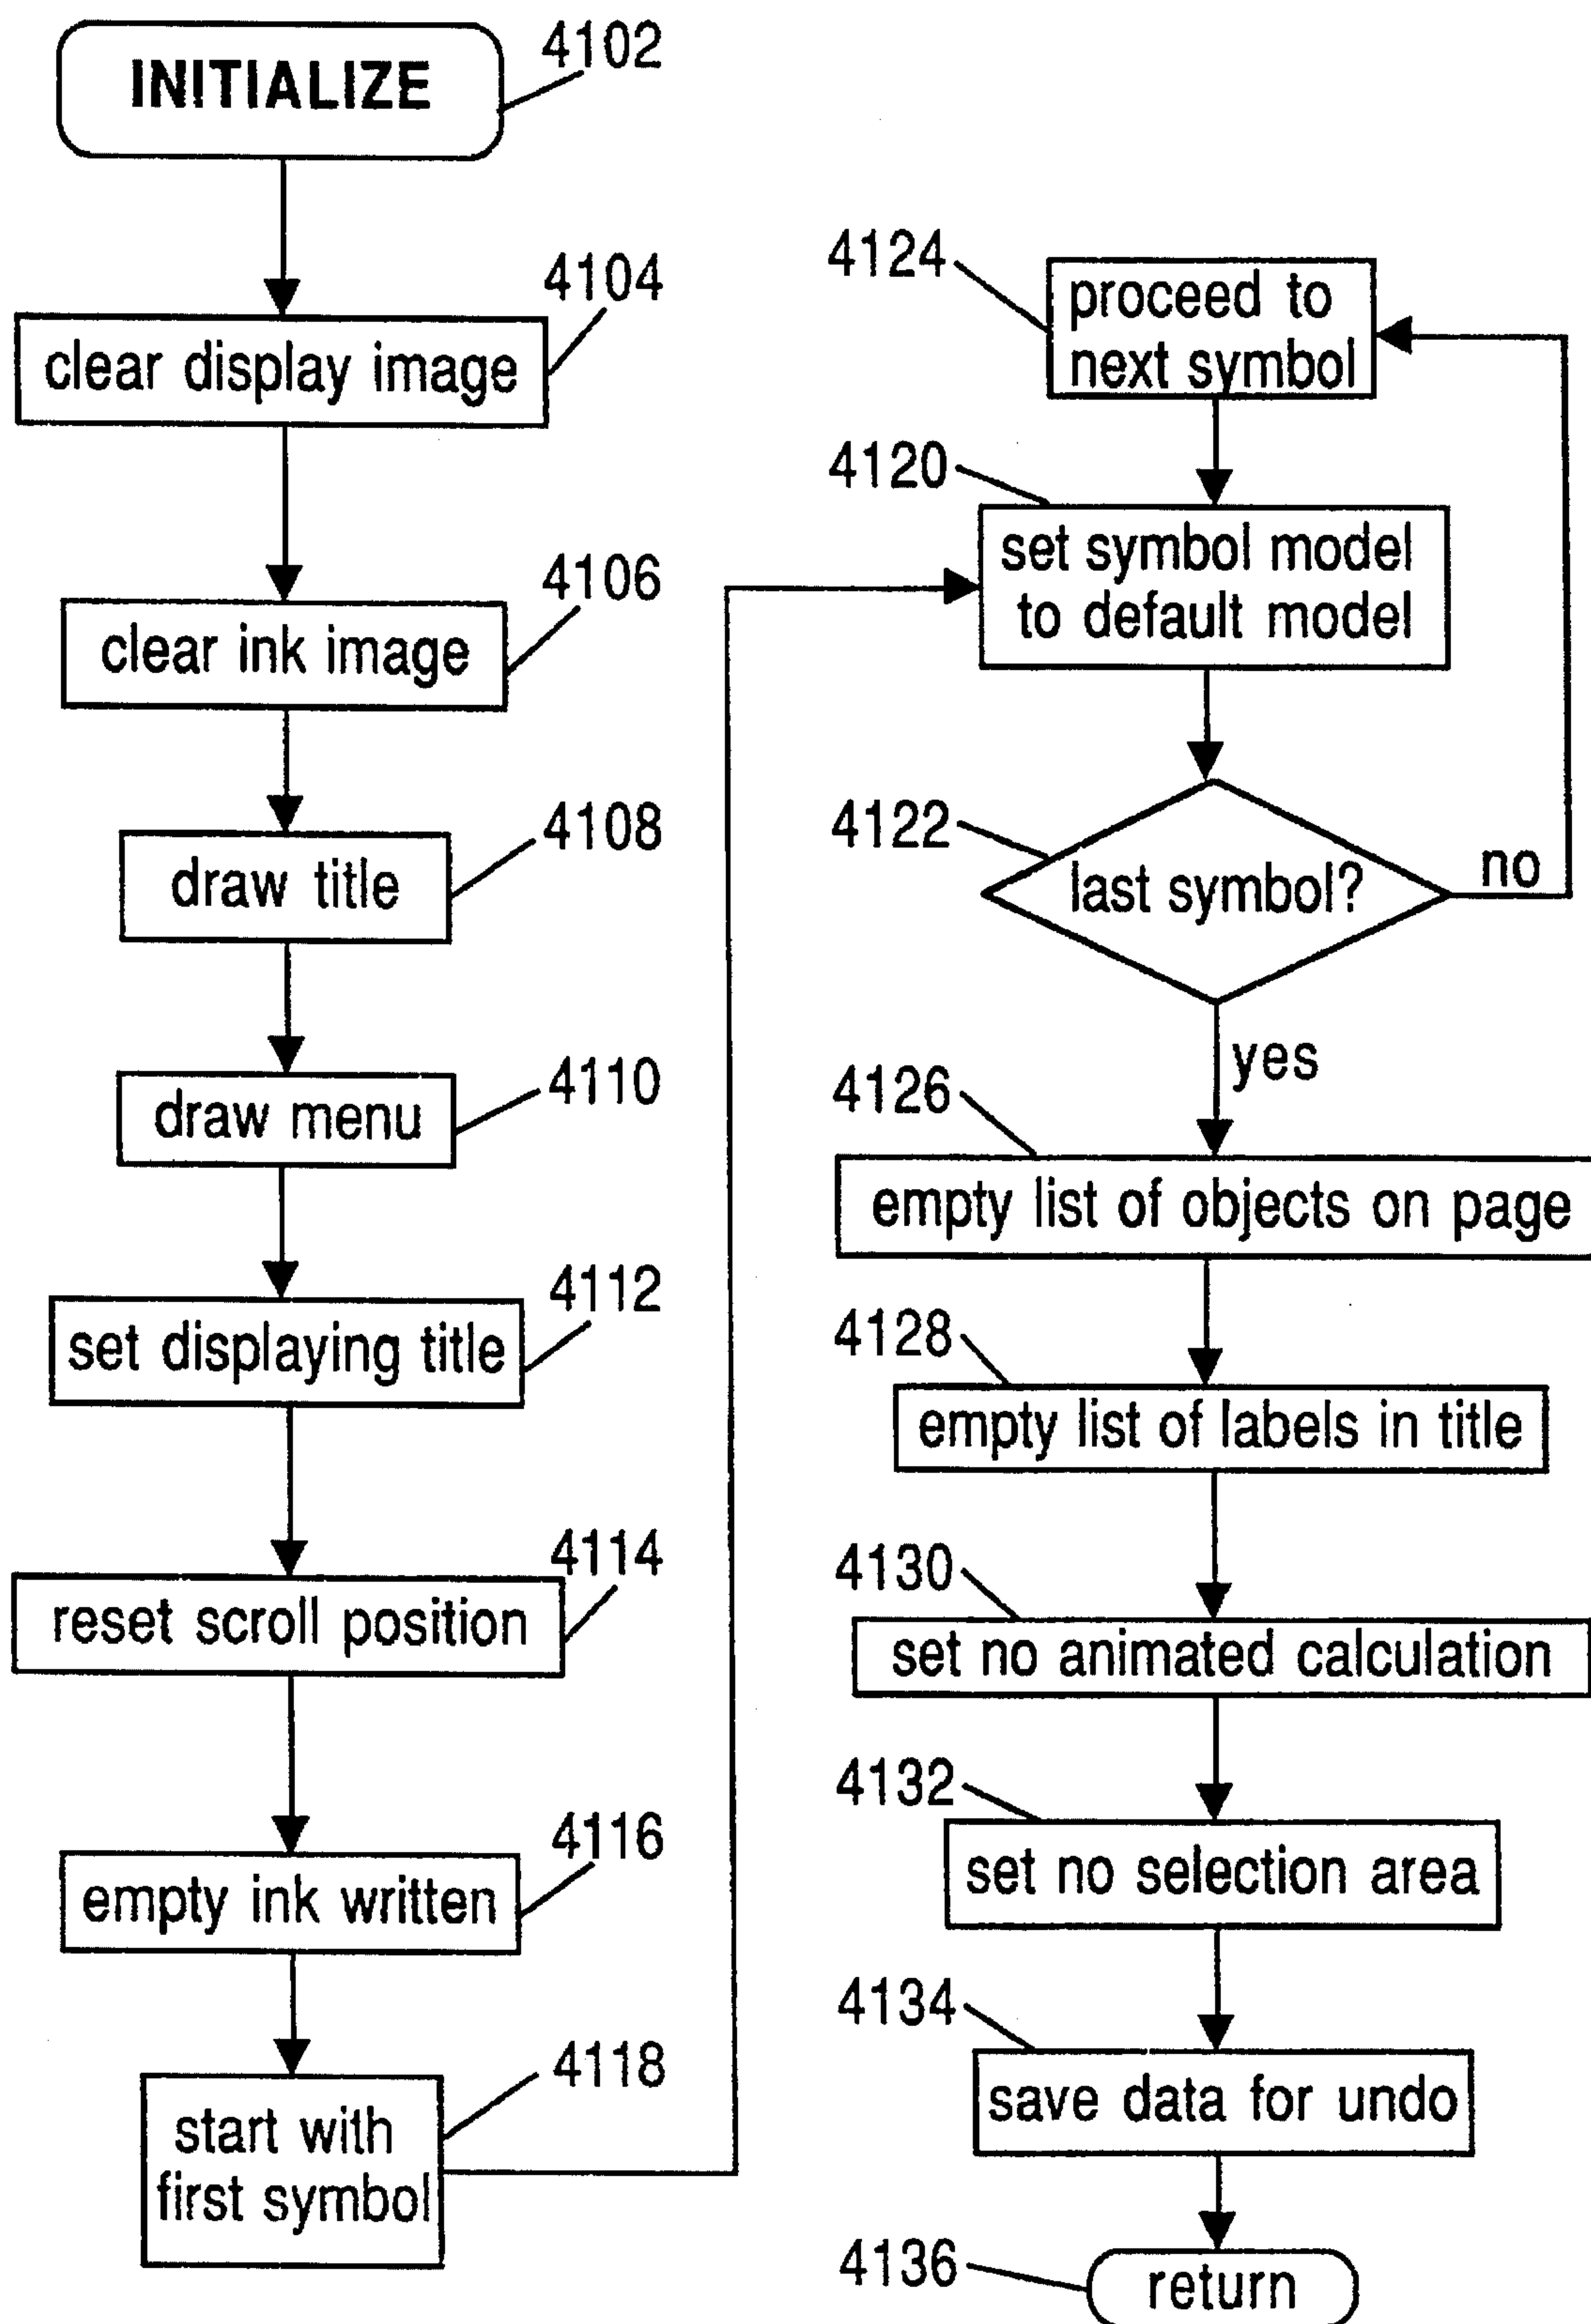 INITIALIZE
4102
clear display image
4104
clear ink image
4106
draw title
4108
draw menu
4110
set displaying title
4112
reset scroll position
4114
empty ink written
4116
start with
first symbol
4118
4124
proceed to
next symbol
4120
set symbol model
to default model
4122
last symbol?
no
yes
4126
empty list of objects on page
4128
empty list of labels in title
4130
set no animated calculation
4132
set no selection area
4134
save data for undo
4136
return